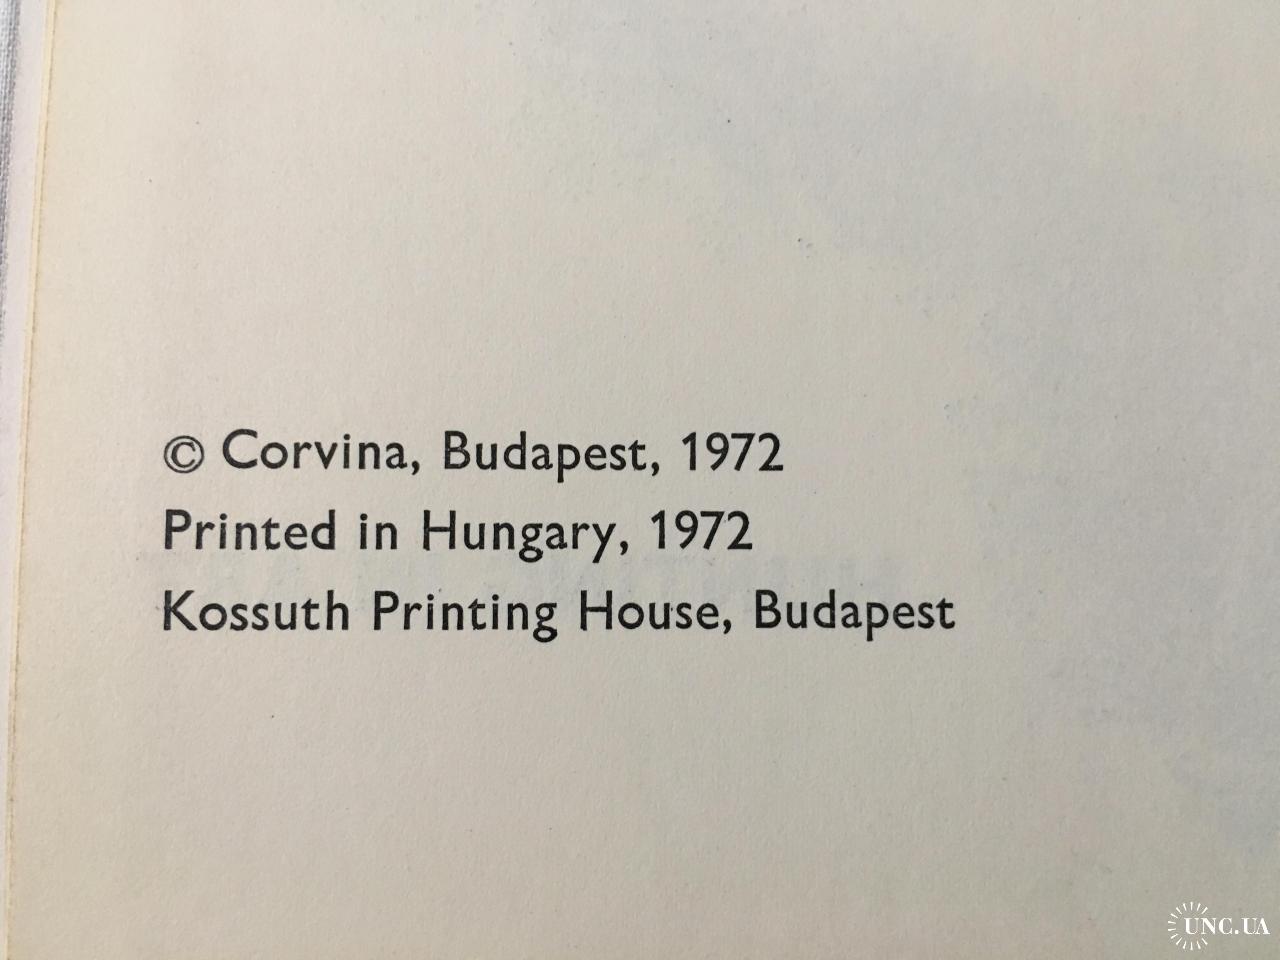 © Corvina, Budapest, 1972
Printed in Hungary, 1972
Kossuth Printing House, Budapest
UNC.UA